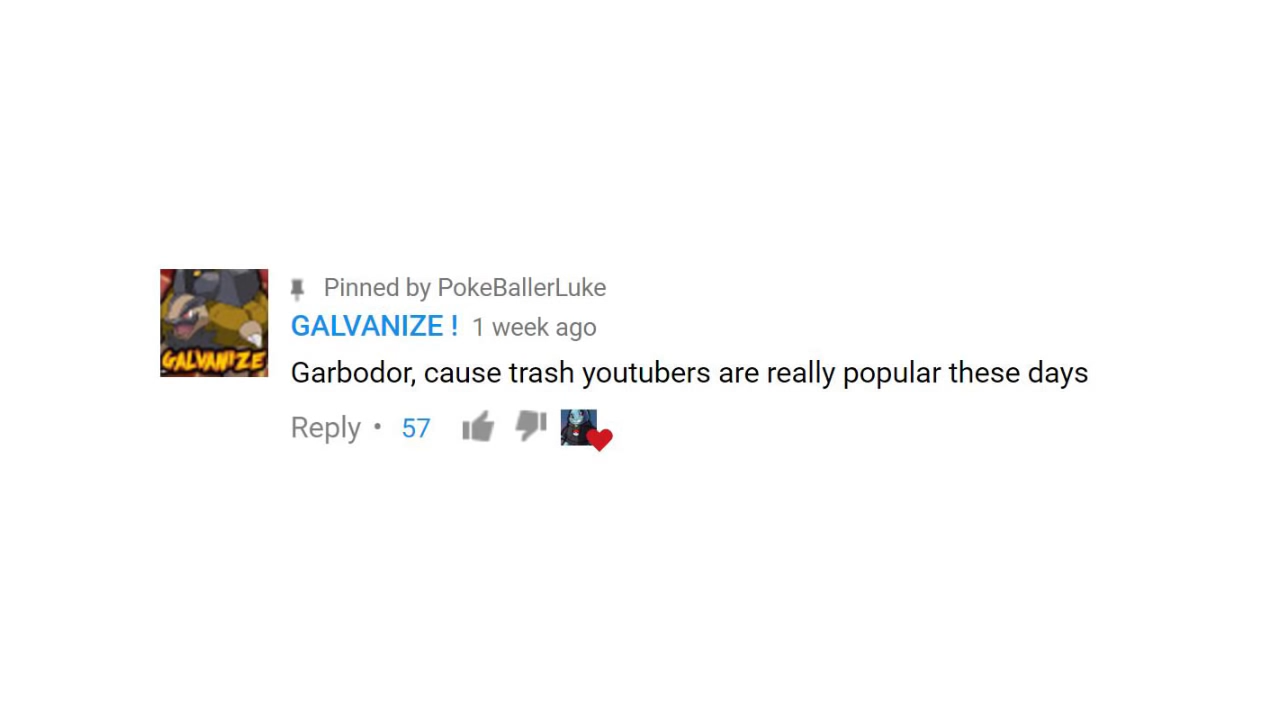 Pinned by PokeBallerLuke
GALVANIZE ! 1 week ago
GALVANIZE
Garbodor, cause trash youtubers are really popular these days
Reply • 57